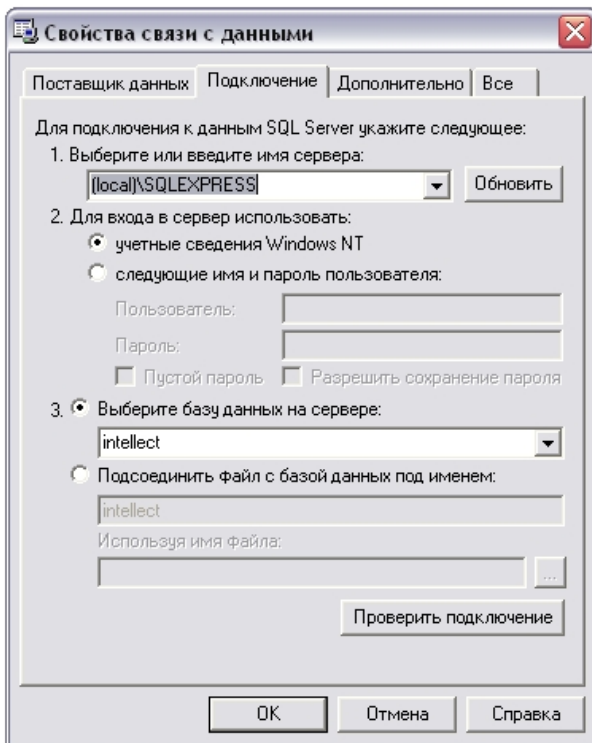 Свойства связи с данными
Поставщик данных Подключение Дополнительно Все
Для подключения к данным SQL Server укажите следующее:
1. Выберите или введите имя сервера:
(local)\SQLEXPRESS Обновить
2. Для входа в сервер использовать:
учетные сведения Windows NT
следующие имя и пароль пользователя:
Пользователь:
Пароль:
Пустой пароль Разрешить сохранение пароля
3. Выберите базу данных на сервере:
intellect
Подсоединить файл с базой данных под именем:
intellect
Используя имя файла:
...
Проверить подключение
OK Отмена Справка